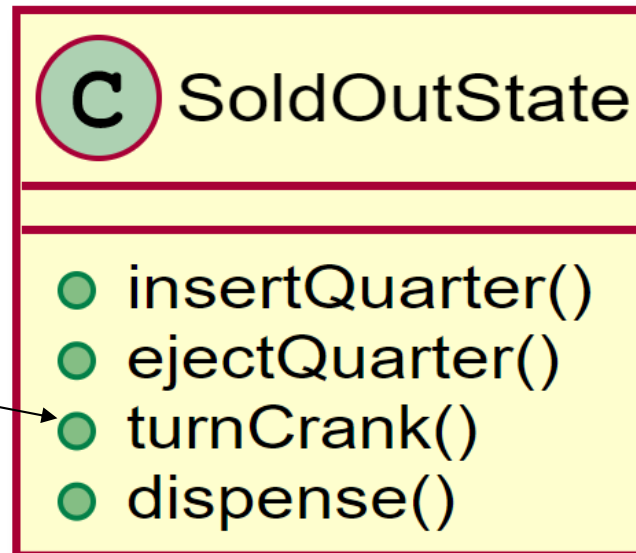 C SoldOutState
insertQuarter()
ejectQuarter()
turnCrank()
dispense()